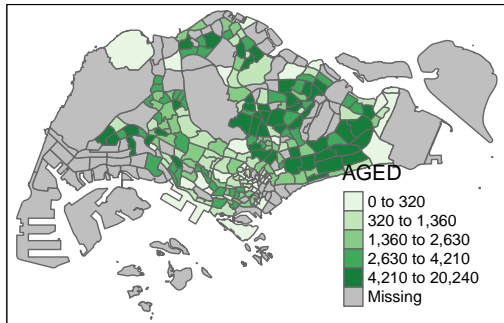 AGED
0 to 320
320 to 1,360
1,360 to 2,630
2,630 to 4,210
4,210 to 20,240
Missing